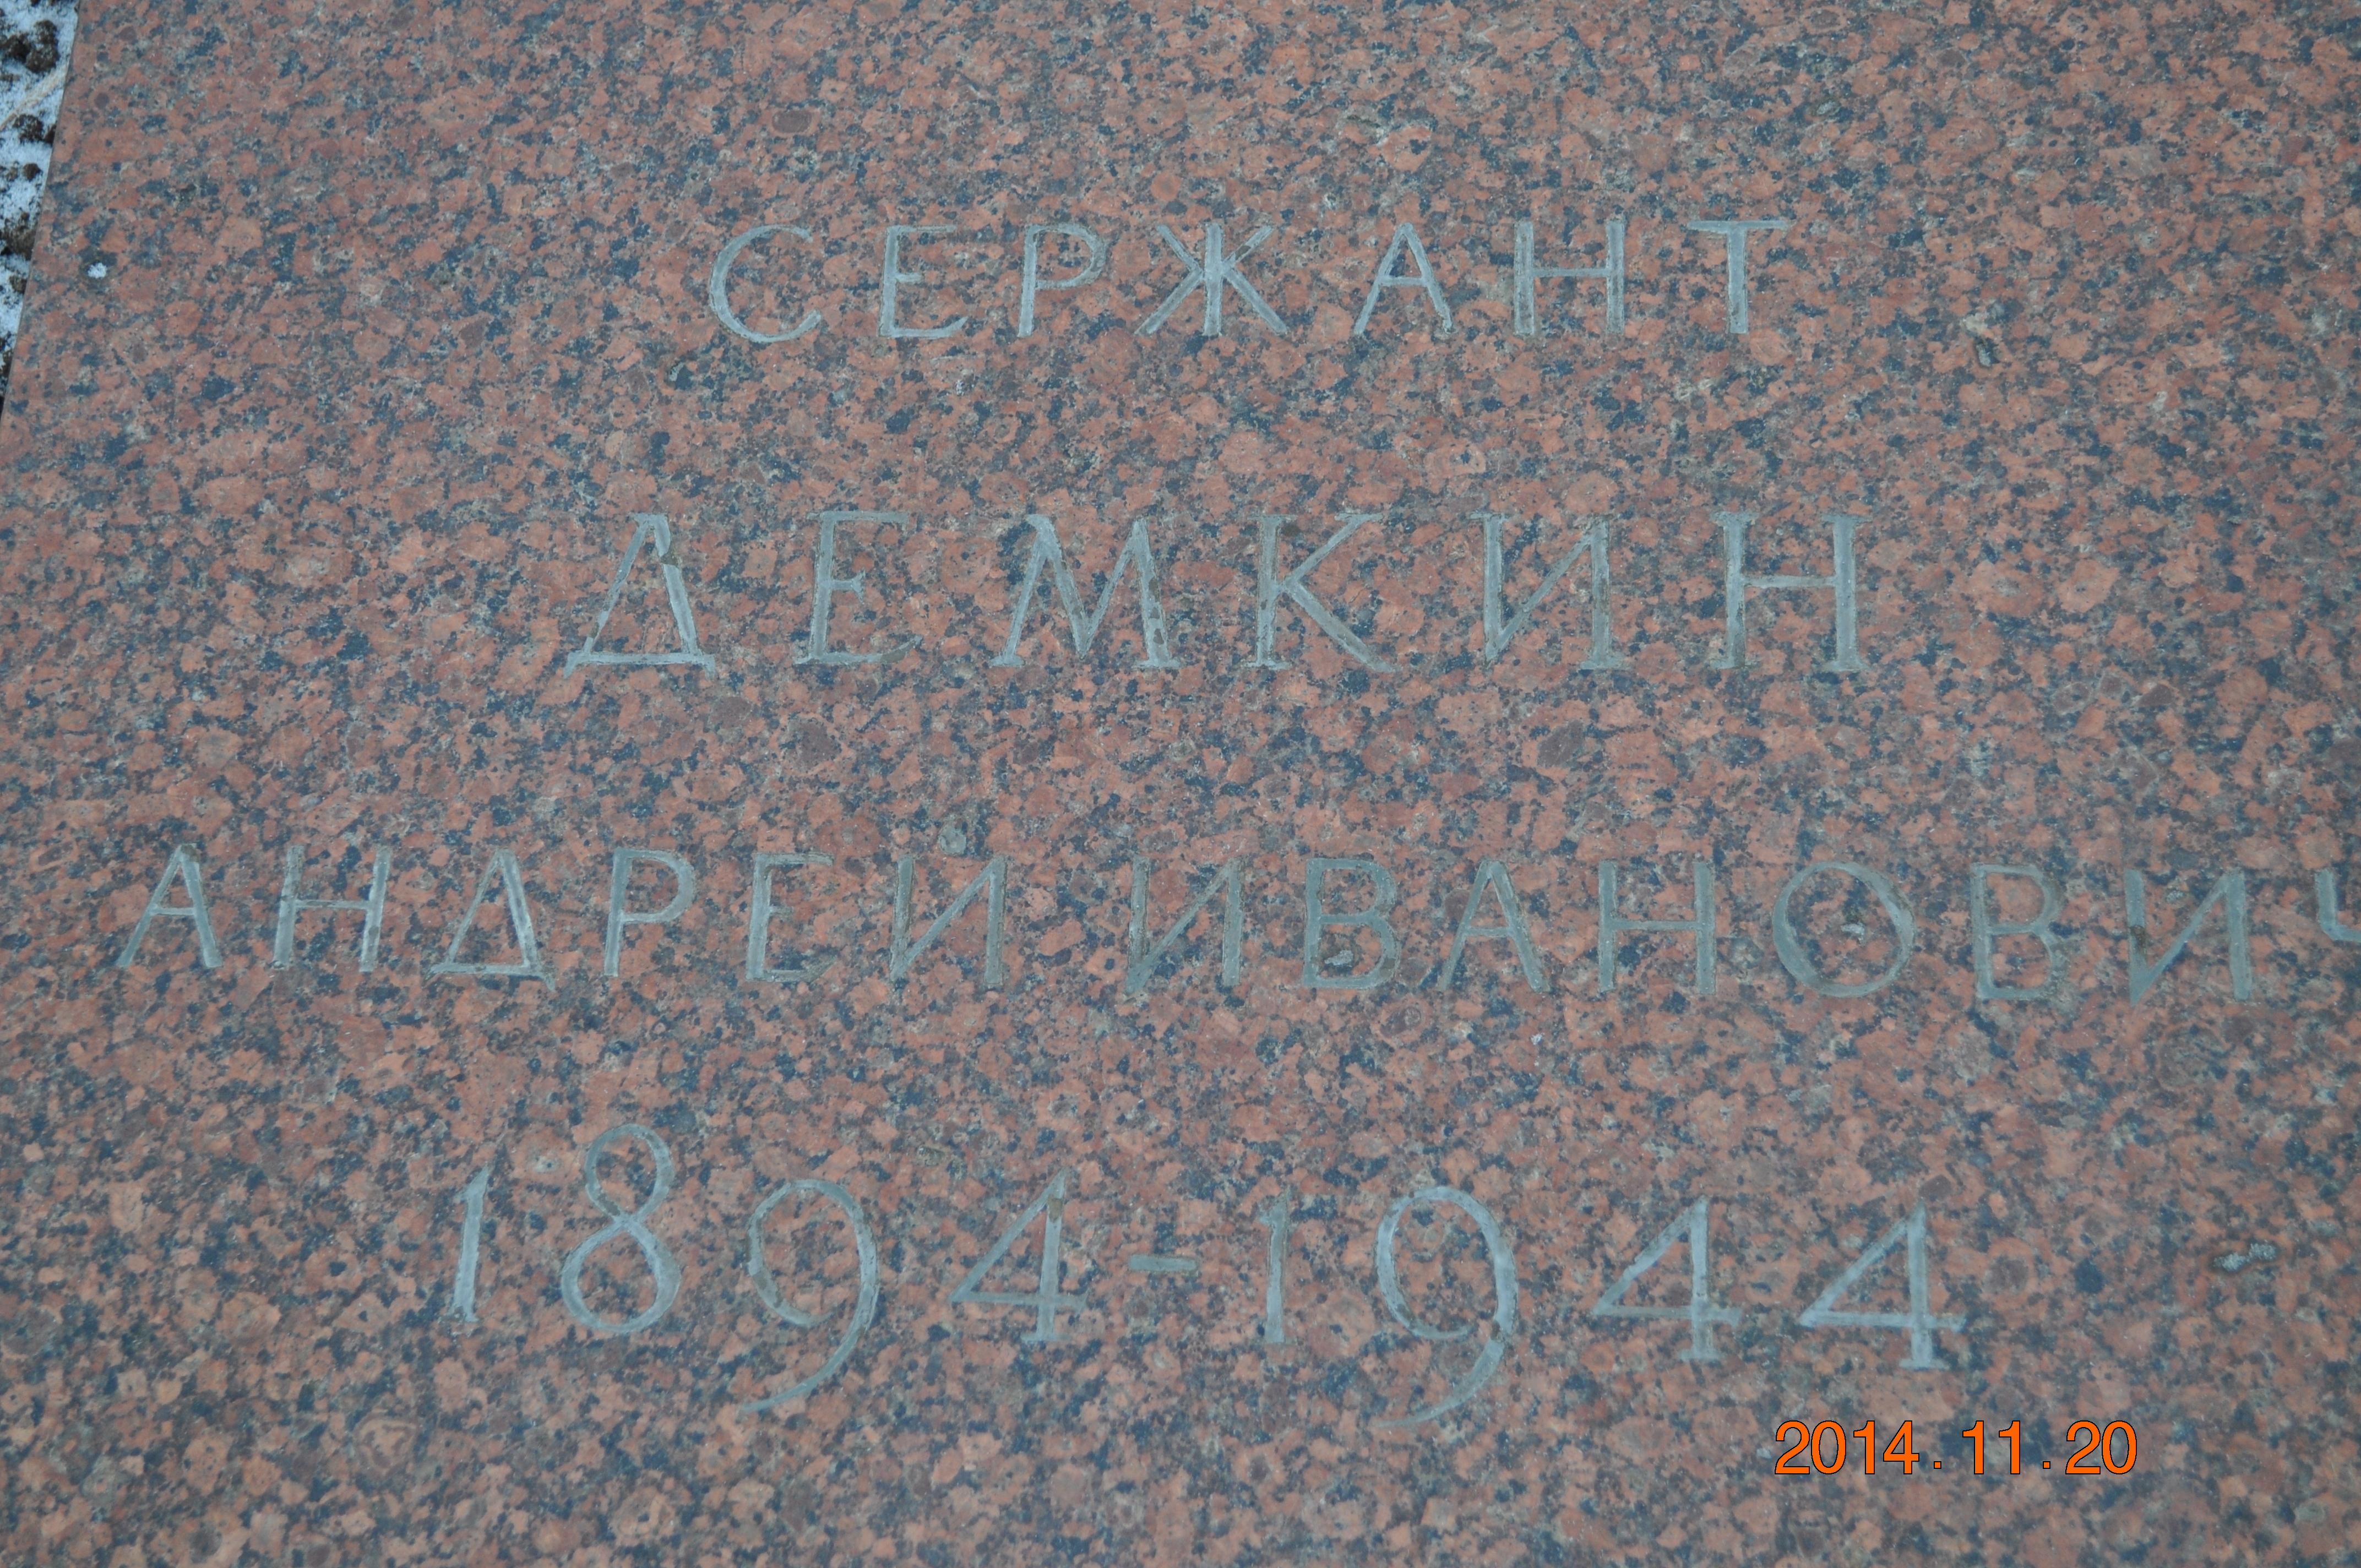 СЕРЖАНТ
ДЕМКИН
АНДРЕЙ ИВАНОВИЧ
1894-1944
2014.11.20